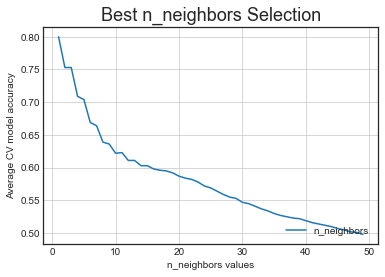 Best n_neighbors Selection
Average CV model accuracy
0.80
0.75
0.70
0.65
0.60
0.55
0.50
n_neighbors
0 10 20 30 40 50
n_neighbors values